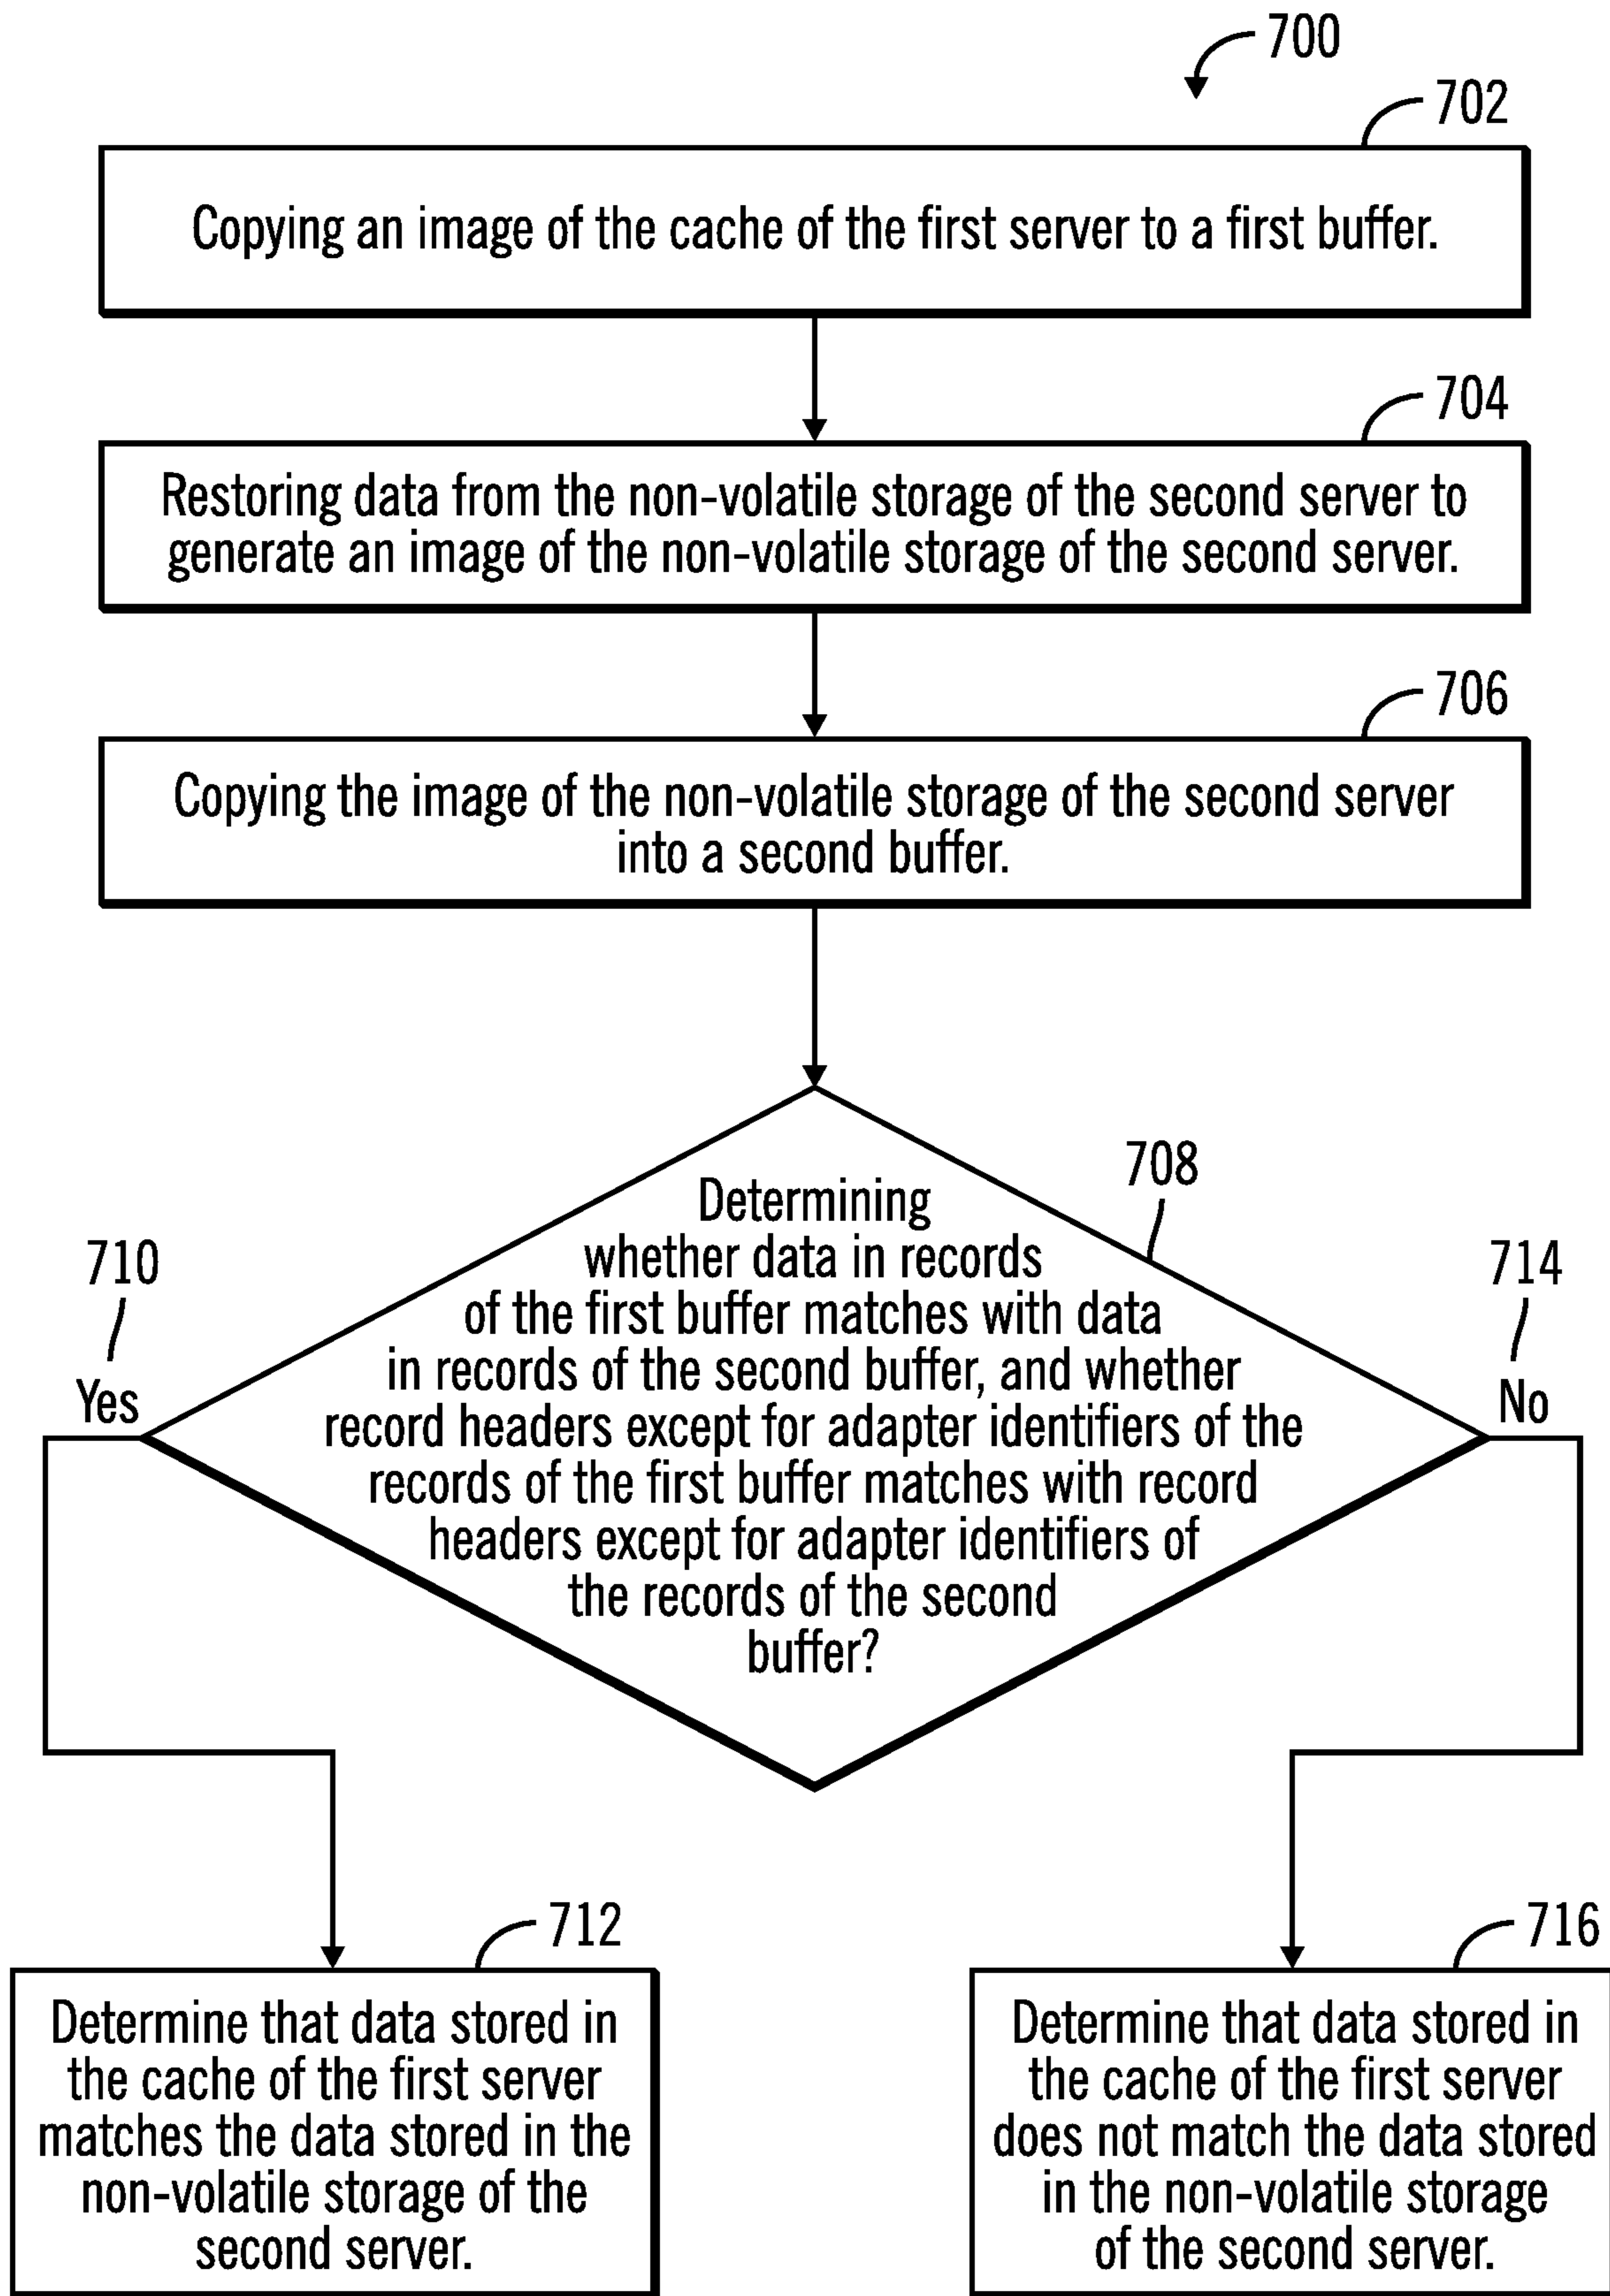 700
702
Copying an image of the cache of the first server to a first buffer.
704
Restoring data from the non-volatile storage of the second server to
generate an image of the non-volatile storage of the second server.
706
Copying the image of the non-volatile storage of the second server
into a second buffer.
708
Determining
whether data in records
of the first buffer matches with data
in records of the second buffer, and whether
record headers except for adapter identifiers of the
records of the first buffer matches with record
headers except for adapter identifiers of
the records of the second
buffer?
710
Yes
714
No
712
Determine that data stored in
the cache of the first server
matches the data stored in the
non-volatile storage of the
second server.
716
Determine that data stored in
the cache of the first server
does not match the data stored
in the non-volatile storage
of the second server.